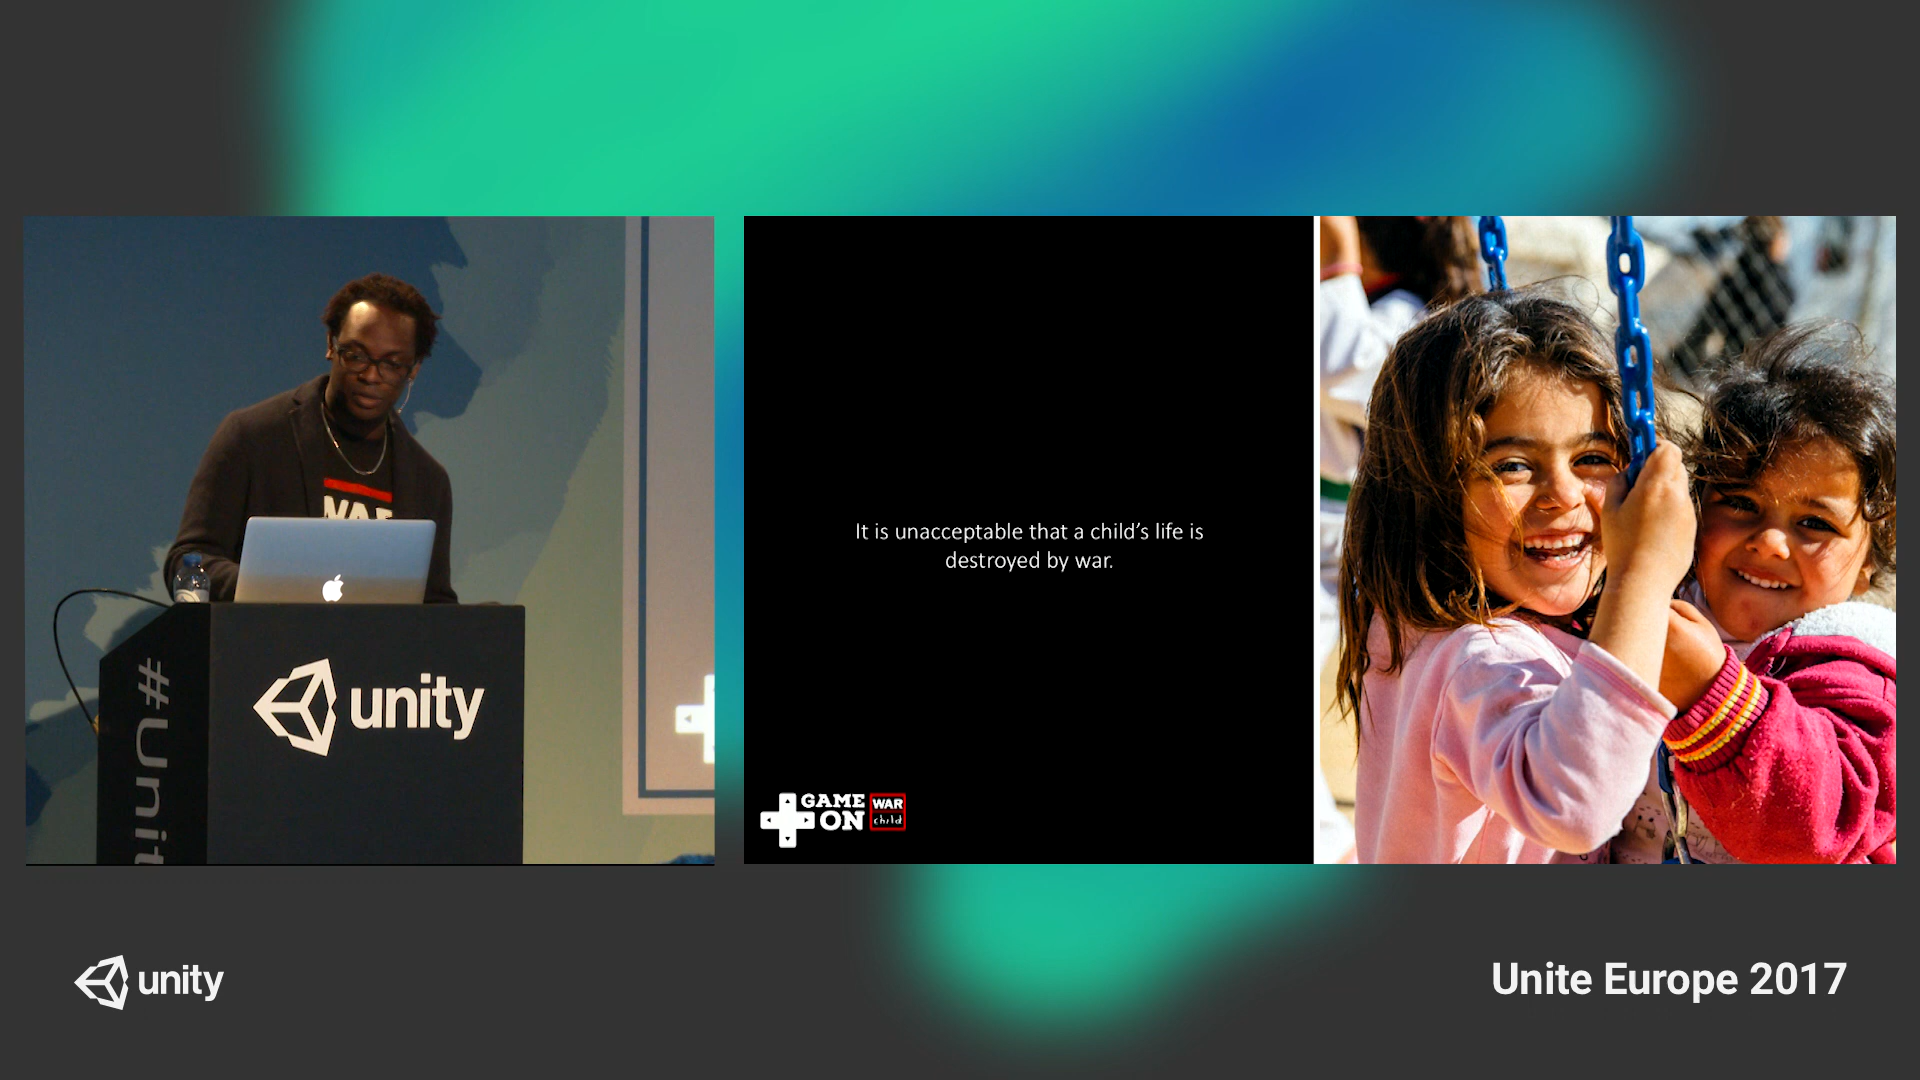 It is unacceptable that a child’s life is
destroyed by war.
GAME
ON
WAR
child
unity
#Unit
unity
Unite Europe 2017